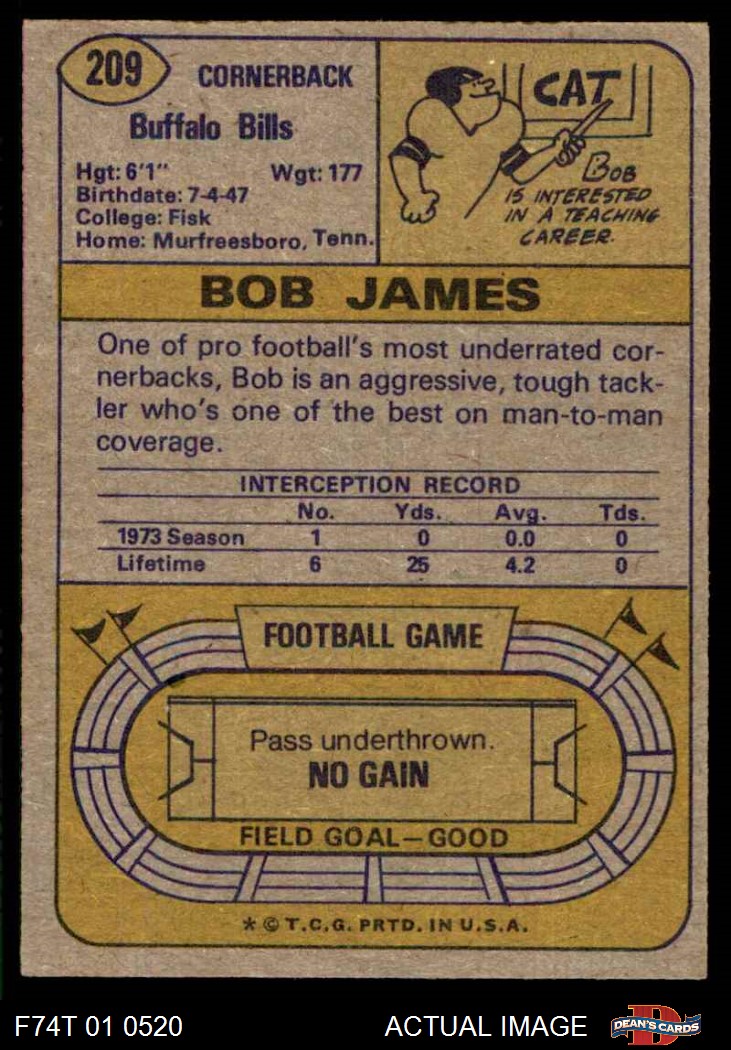 209
CORNERBACK
Buffalo Bills
Hgt: 6'1" Wgt: 177
Birthdate: 7-4-47
College: Fisk
Home: Murfreesboro, Tenn.
CAT
BOB
IS INTERESTED
IN A TEACHING
CAREER.
BOB JAMES
One of pro football's most underrated cor-
nerbacks, Bob is an aggressive, tough tack-
ler who's one of the best on man-to-man
coverage.
INTERCEPTION RECORD
No. Yds. Avg. Tds.
1973 Season 1 0 0.0 0
Lifetime 6 25 4.2 0
FOOTBALL GAME
Pass underthrown.
NO GAIN
FIELD GOAL—GOOD
* © T.C.G. PRTD. IN U.S.A.
F74T 01 0520 ACTUAL IMAGE D DEAN'S CARDS